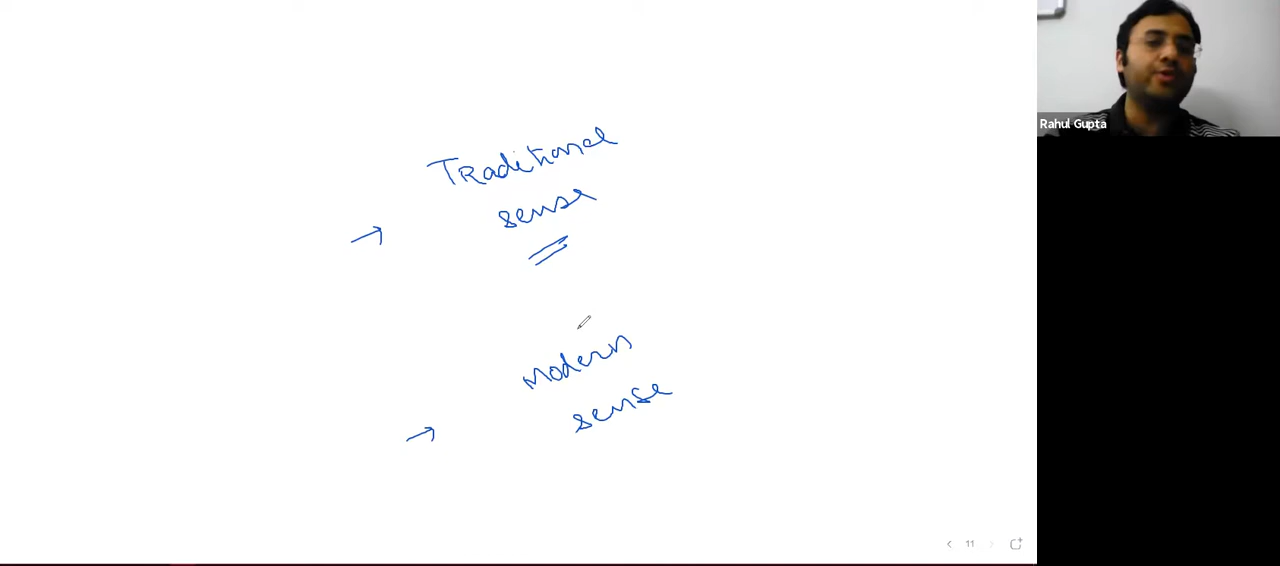 Traditional
sense
Modern
sense
Rahul Gupta
11